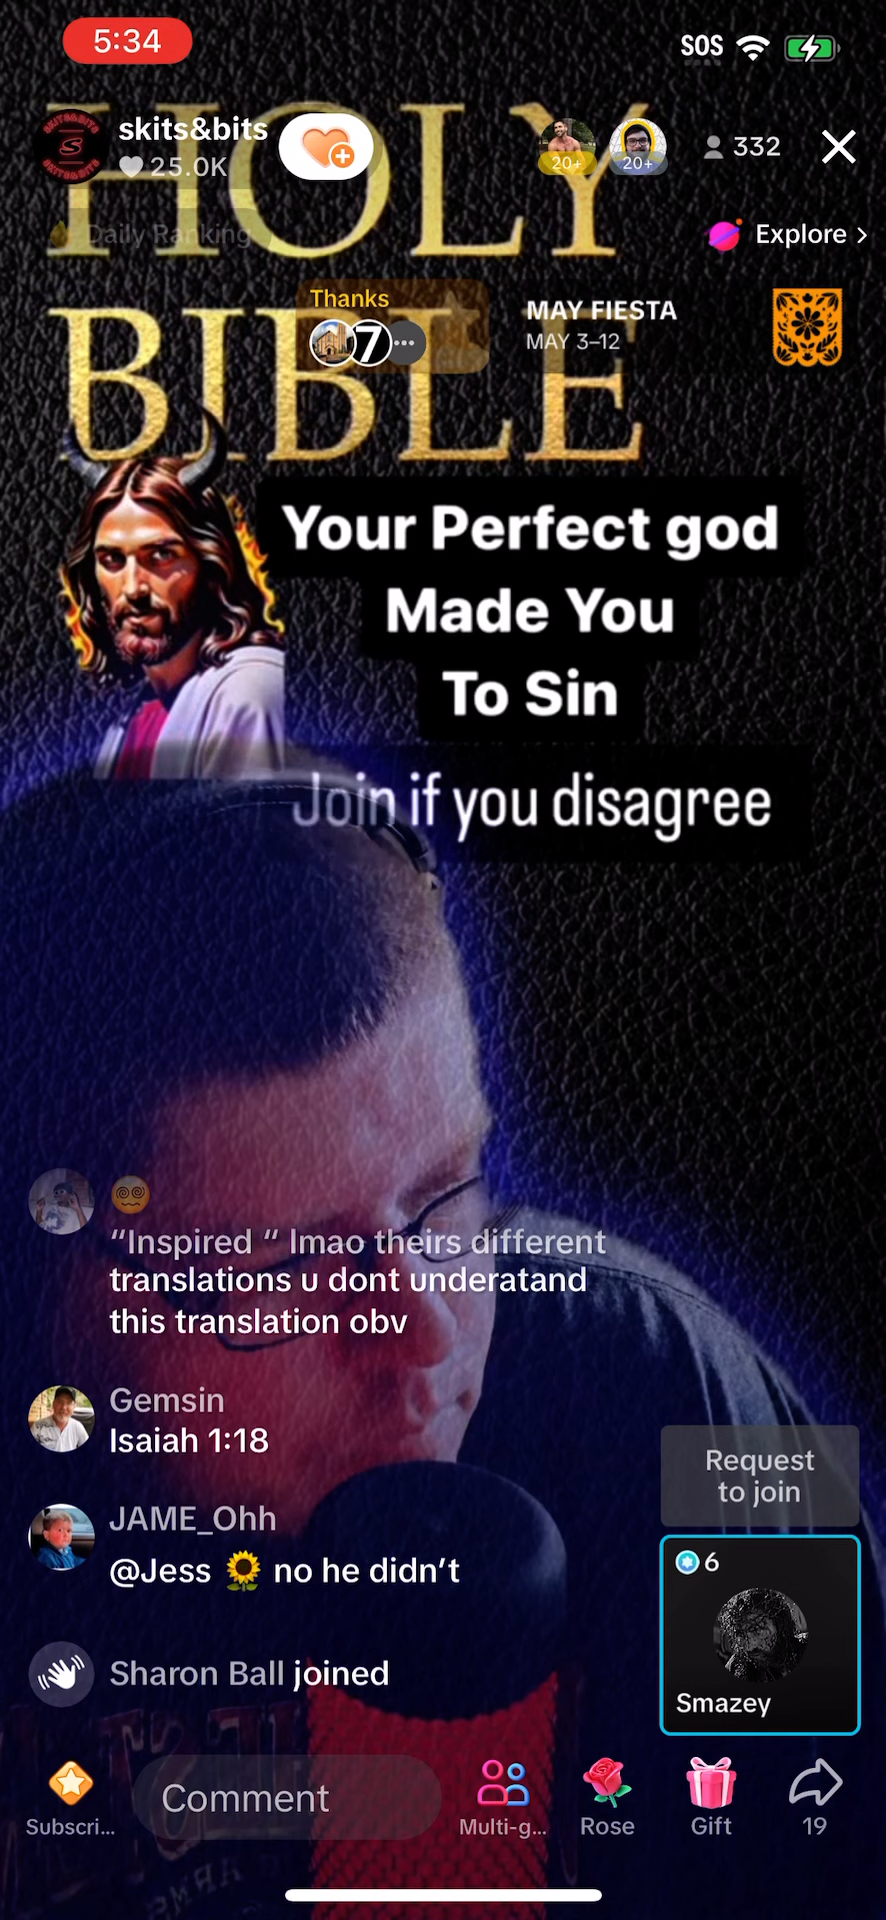 5:34
SOS
HOLY
BIBLE
skits&bits
25.0K
20+
20+
332
Daily Ranking
Explore >
Thanks
7
MAY FIESTA
MAY 3–12
Your Perfect god
Made You
To Sin
Join if you disagree
“Inspired “ lmao theirs different
translations u dont underatand
this translation obv
Gemsin
Isaiah 1:18
JAME_Ohh
@Jess 🌻 no he didn’t
Sharon Ball joined
Request
to join
6
Smazey
Subscri...
Comment
Multi-g...
Rose
Gift
19